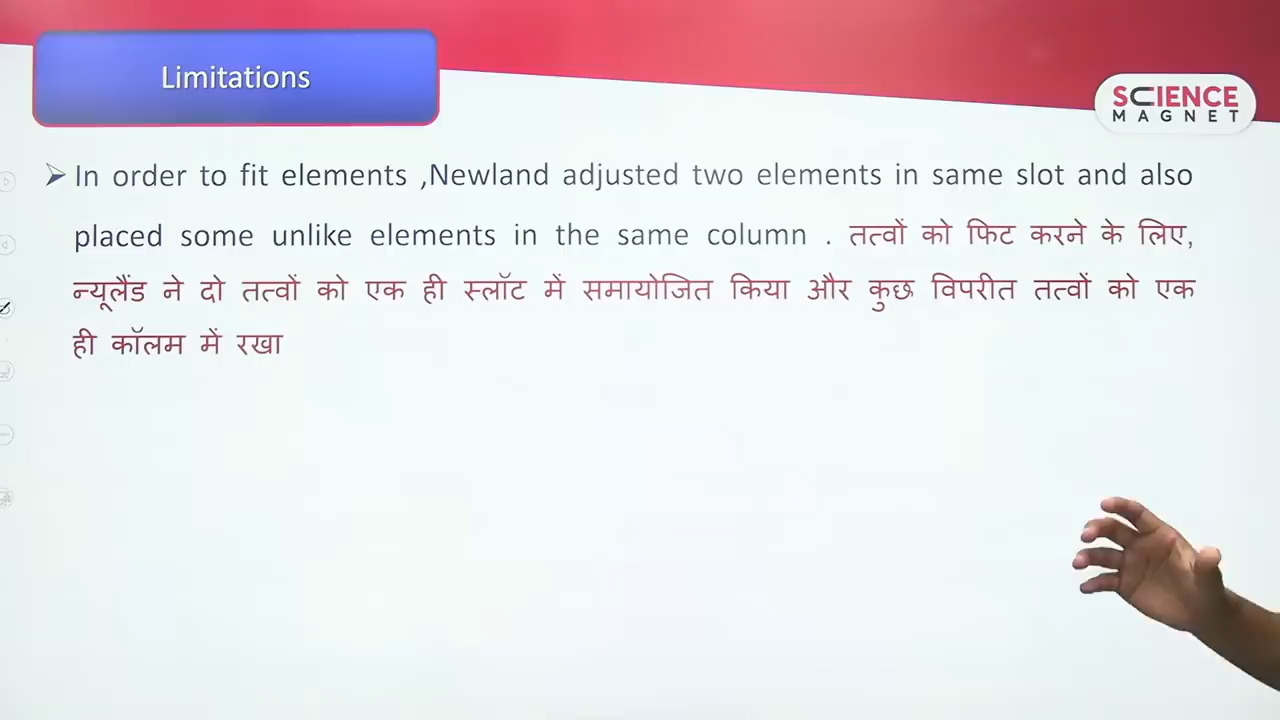 Limitations
SCIENCE
MAGNET
In order to fit elements ,Newland adjusted two elements in same slot and also
placed some unlike elements in the same column . तत्वों को फिट करने के लिए,
न्यूलैंड ने दो तत्वों को एक ही स्लॉट में समायोजित किया और कुछ विपरीत तत्वों को एक
ही कॉलम में रखा